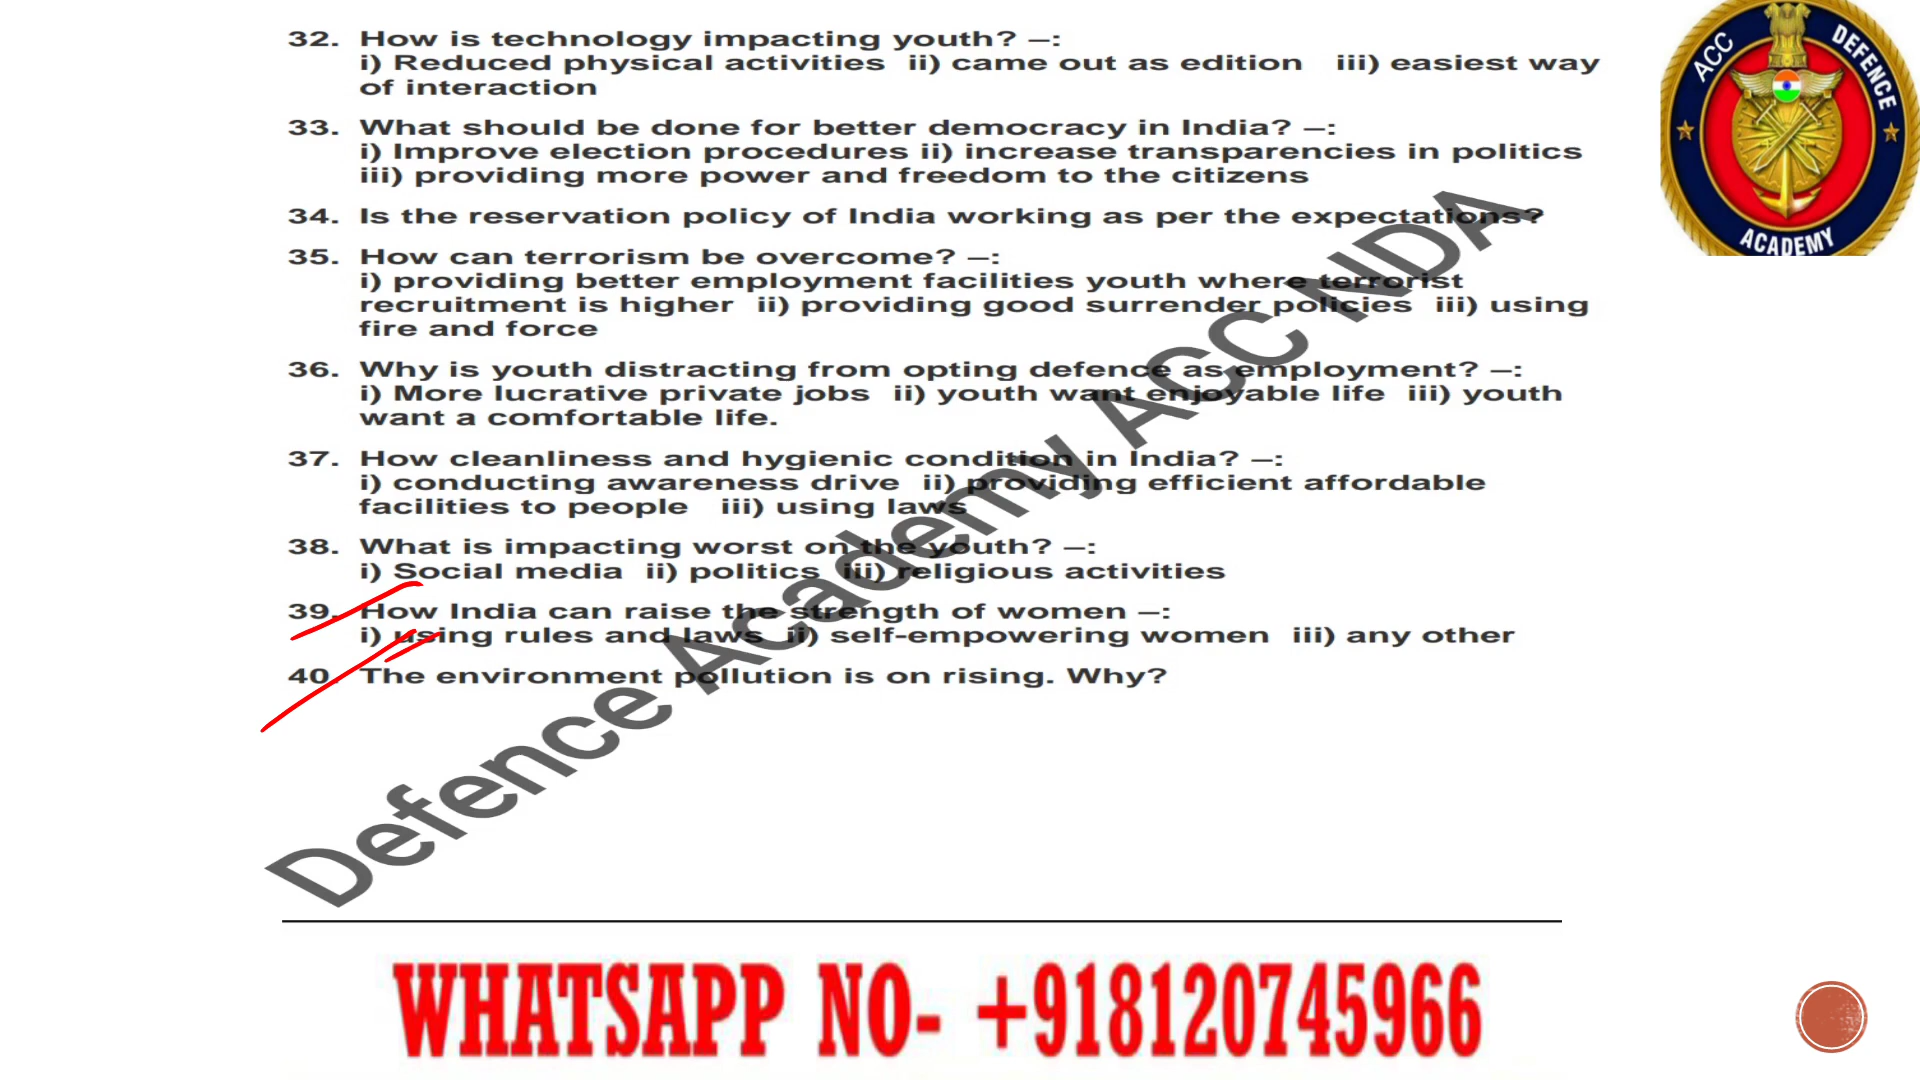 32. How is technology impacting youth? –:
i) Reduced physical activities ii) came out as edition iii) easiest way
of interaction
33. What should be done for better democracy in India? –:
i) Improve election procedures ii) increase transparencies in politics
iii) providing more power and freedom to the citizens
34. Is the reservation policy of India working as per the expectations?
35. How can terrorism be overcome? –:
i) providing better employment facilities youth where terrorist
recruitment is higher ii) providing good surrender policies iii) using
fire and force
36. Why is youth distracting from opting defence as employment? –:
i) More lucrative private jobs ii) youth want enjoyable life iii) youth
want a comfortable life.
37. How cleanliness and hygienic condition in India? –:
i) conducting awareness drive ii) providing efficient affordable
facilities to people iii) using laws
38. What is impacting worst on the youth? –:
i) Social media ii) politics iii) religious activities
39. How India can raise the strength of women –:
i) using rules and laws ii) self-empowering women iii) any other
40. The environment pollution is on rising. Why?
Defence Academy ACC NDA
ACC DEFENCE
ACADEMY
WHATSAPP NO- +918120745966